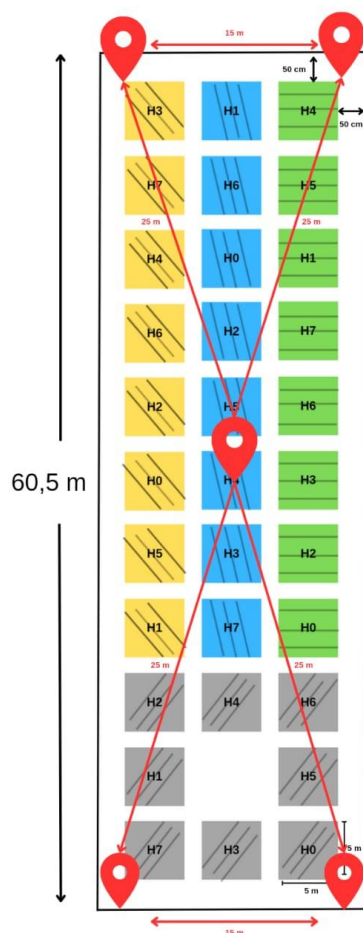 15 m
50 cm
H3 H1 H4
50 cm
H7 H6 H5
25 m 25 m
H4 H0 H1
H6 H2 H7
H2 H5 H6
60,5 m
H0 H4 H3
H5 H3 H2
H1 H7 H0
25 m 25 m
H2 H4 H6
H1 H5
H7 H3 H0
5 m
5 m
15 m